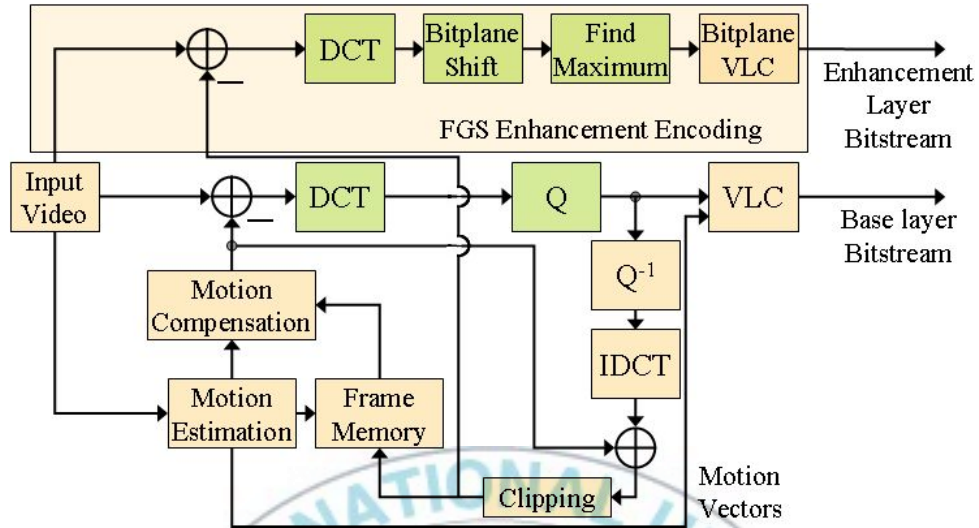 DCT
Bitplane
Shift
Find
Maximum
Bitplane
VLC
Enhancement
Layer
Bitstream
FGS Enhancement Encoding
Input
Video
DCT
Q
VLC
Base layer
Bitstream
Q-1
Motion
Compensation
IDCT
Motion
Estimation
Frame
Memory
Clipping
Motion
Vectors
NATIONAL